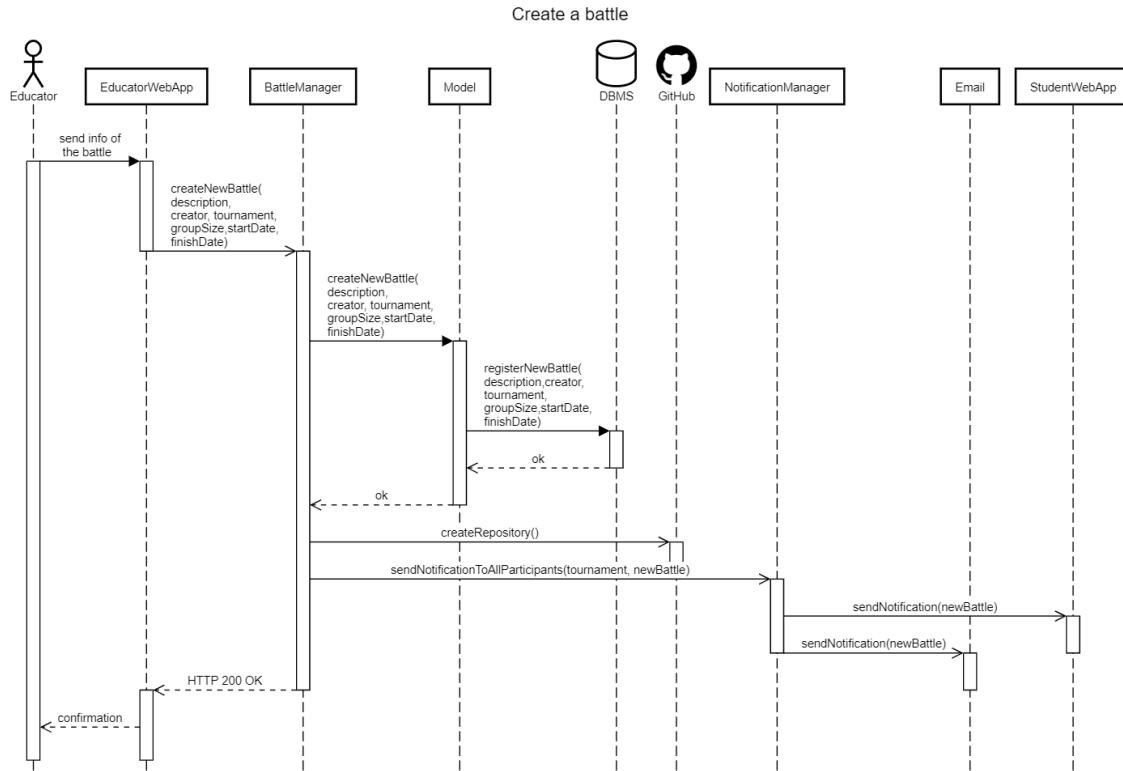 Create a battle
Educator
EducatorWebApp
BattleManager
Model
DBMS
GitHub
NotificationManager
Email
StudentWebApp
send info of
the battle
createNewBattle(
description,
creator, tournament,
groupSize,startDate,
finishDate)
createNewBattle(
description,
creator, tournament,
groupSize,startDate,
finishDate)
registerNewBattle(
description,creator,
tournament,
groupSize,startDate,
finishDate)
ok
ok
createRepository()
sendNotificationToAllParticipants(tournament, newBattle)
sendNotification(newBattle)
sendNotification(newBattle)
HTTP 200 OK
confirmation